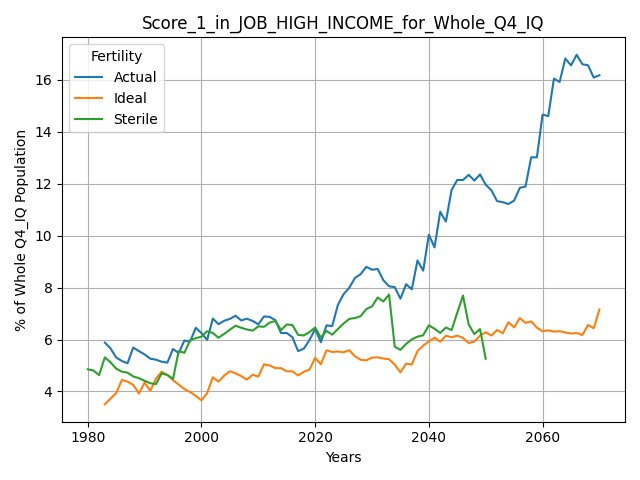 Score_1_in_JOB_HIGH_INCOME_for_Whole_Q4_IQ
Fertility
Actual
Ideal
Sterile
% of Whole Q4_IQ Population
16
14
12
10
8
6
4
1980 2000 2020 2040 2060
Years